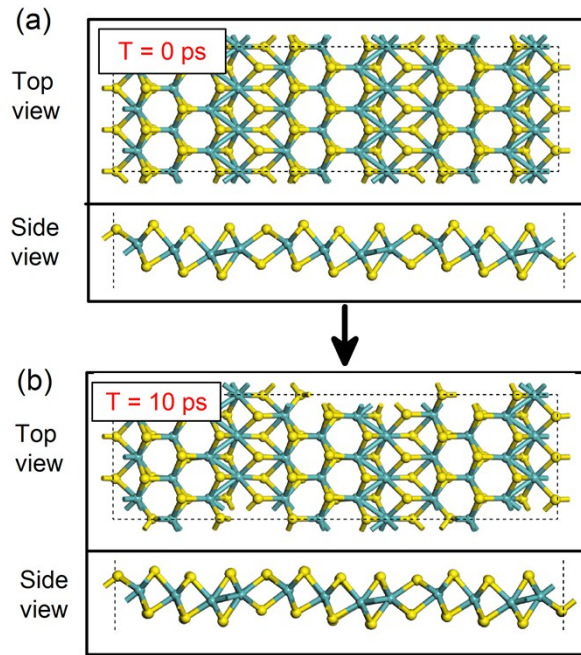 (a)
T = 0 ps
Top
view
Side
view
(b)
T = 10 ps
Top
view
Side
view